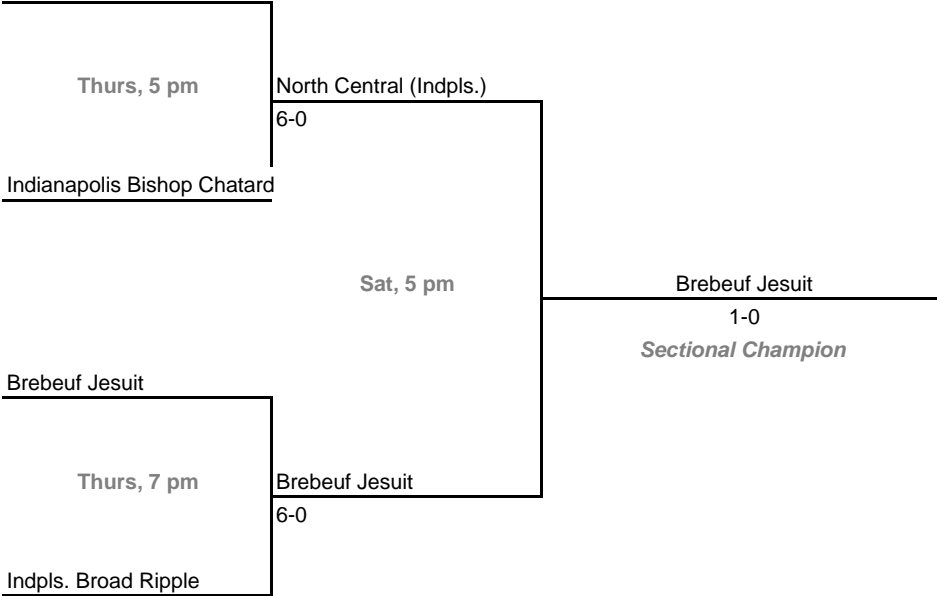 Thurs, 5 pm
North Central (Indpls.)
6-0
Indianapolis Bishop Chatard
Sat, 5 pm
Brebeuf Jesuit
1-0
Sectional Champion
Brebeuf Jesuit
Thurs, 7 pm
Brebeuf Jesuit
6-0
Indpls. Broad Ripple